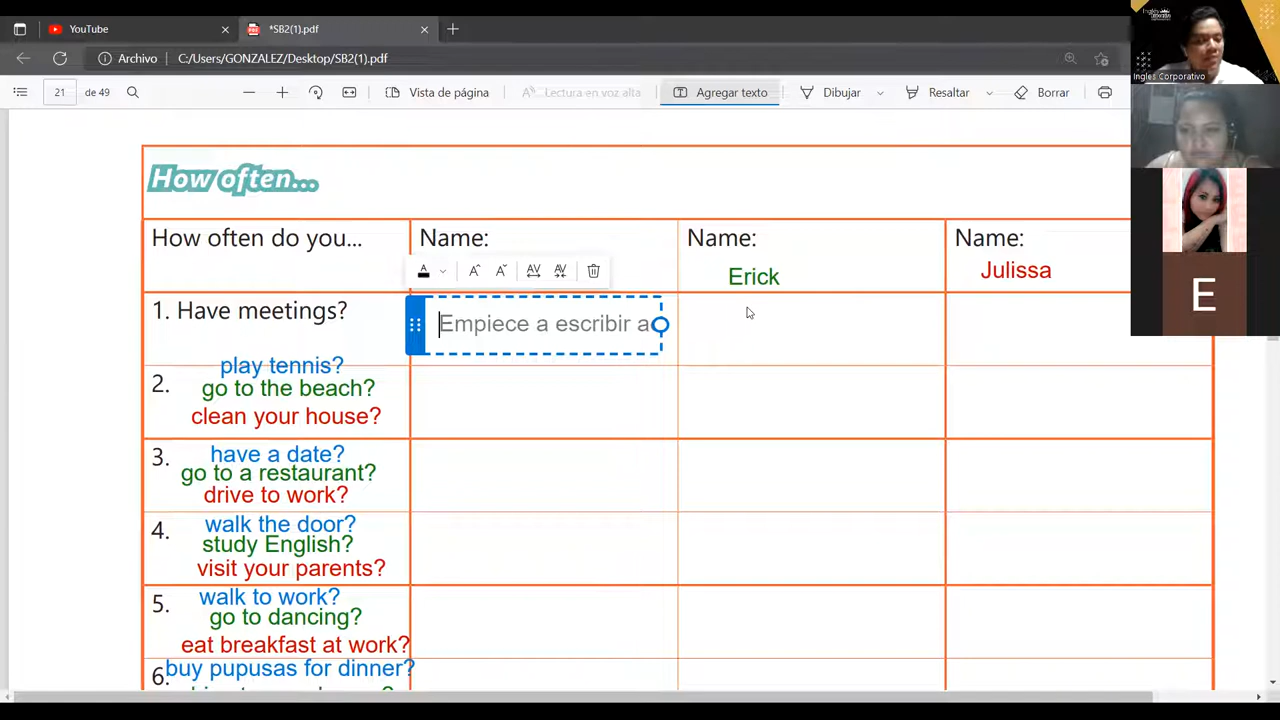 YouTube
*SB2(1).pdf
Archivo
C:/Users/GONZALEZ/Desktop/SB2(1).pdf
21 de 49
Vista de página
Lectura en voz alta
Agregar texto
Dibujar
Resaltar
Borrar
Ingles Corporativo
E
How often...
How often do you...
Name:
Name:
Erick
Name:
Julissa
1. Have meetings?
Empiece a escribir a
2.
play tennis?
go to the beach?
clean your house?
3.
have a date?
go to a restaurant?
drive to work?
4.
walk the door?
study English?
visit your parents?
5.
walk to work?
go to dancing?
eat breakfast at work?
6.
buy pupusas for dinner?